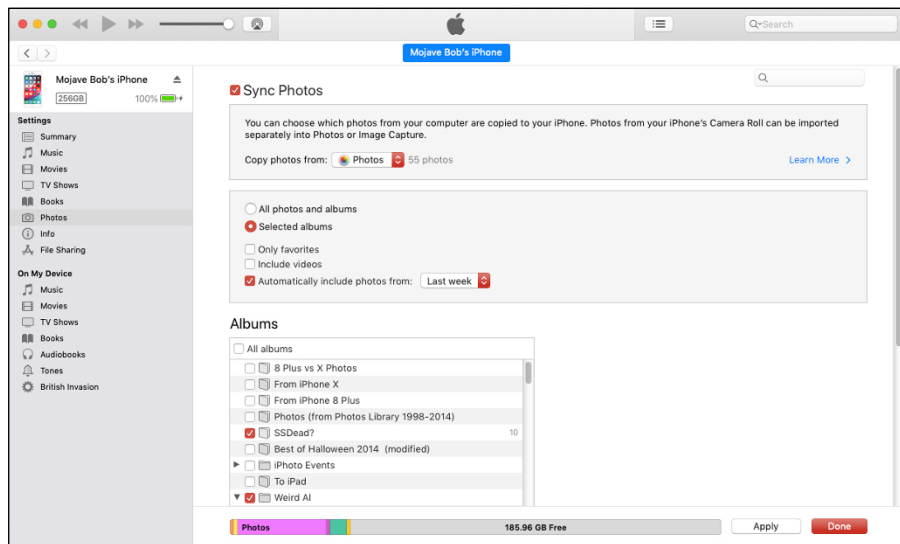 Search
Mojave Bob's iPhone
Mojave Bob's iPhone
256GB 100%
Settings
Summary
Music
Movies
TV Shows
Books
Photos
Info
File Sharing
On My Device
Music
Movies
TV Shows
Books
Audiobooks
Tones
British Invasion
Sync Photos
You can choose which photos from your computer are copied to your iPhone. Photos from your iPhone's Camera Roll can be imported
separately into Photos or Image Capture.
Copy photos from: Photos 55 photos
Learn More
All photos and albums
Selected albums
Only favorites
Include videos
Automatically include photos from: Last week
Albums
All albums
8 Plus vs X Photos
From iPhone X
From iPhone 8 Plus
Photos (from Photos Library 1998-2014)
SSDead? 10
Best of Halloween 2014 (modified)
iPhoto Events
To iPad
Weird Al
Photos 185.96 GB Free Apply Done